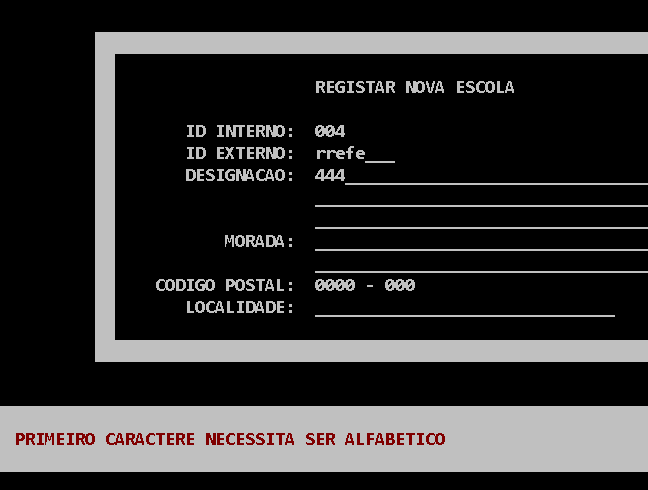 REGISTAR NOVA ESCOLA
ID INTERNO: 004
ID EXTERNO: rrefe___
DESIGNACAO: 444
MORADA:
CODIGO POSTAL: 0000 - 000
LOCALIDADE:
PRIMEIRO CARACTERE NECESSITA SER ALFABETICO